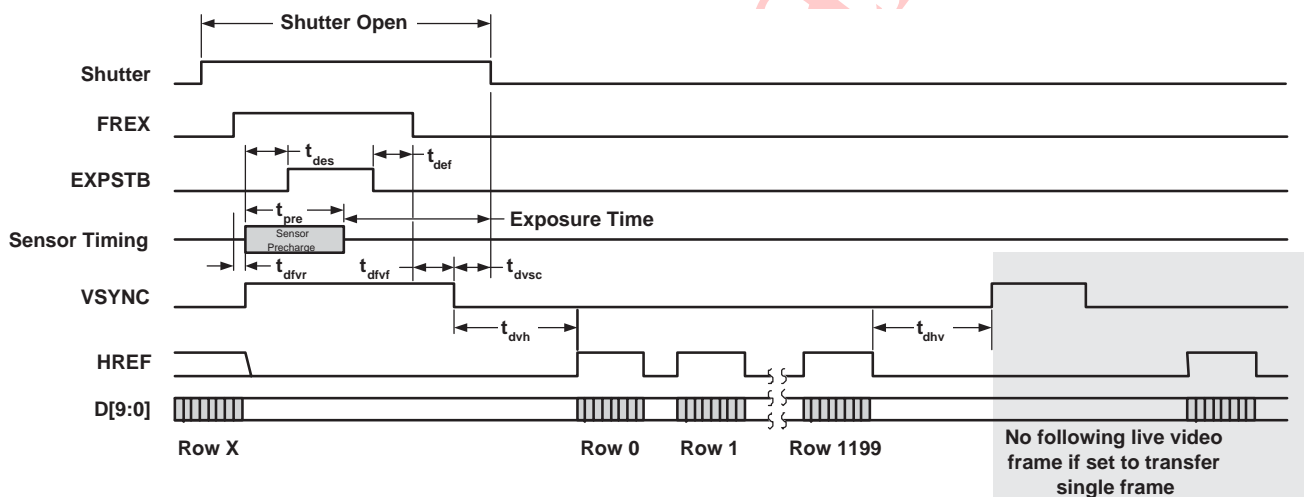 Shutter Open
Shutter
FREX
tdes
tdef
EXPSTB
tpre
Exposure Time
Sensor Timing
Sensor
Precharge
tdfvr
tdfvf
tdvsc
VSYNC
tdvh
tdhv
HREF
D[9:0]
Row X
Row 0
Row 1
Row 1199
No following live video
frame if set to transfer
single frame